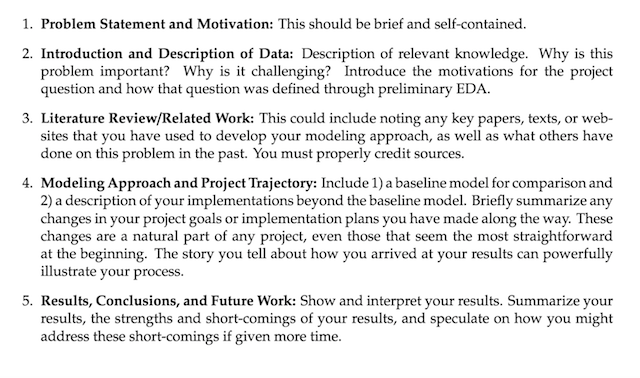 1. Problem Statement and Motivation: This should be brief and self-contained.
2. Introduction and Description of Data: Description of relevant knowledge. Why is this
problem important? Why is it challenging? Introduce the motivations for the project
question and how that question was defined through preliminary EDA.
3. Literature Review/Related Work: This could include noting any key papers, texts, or web-
sites that you have used to develop your modeling approach, as well as what others have
done on this problem in the past. You must properly credit sources.
4. Modeling Approach and Project Trajectory: Include 1) a baseline model for comparison and
2) a description of your implementations beyond the baseline model. Briefly summarize any
changes in your project goals or implementation plans you have made along the way. These
changes are a natural part of any project, even those that seem the most straightforward
at the beginning. The story you tell about how you arrived at your results can powerfully
illustrate your process.
5. Results, Conclusions, and Future Work: Show and interpret your results. Summarize your
results, the strengths and short-comings of your results, and speculate on how you might
address these short-comings if given more time.